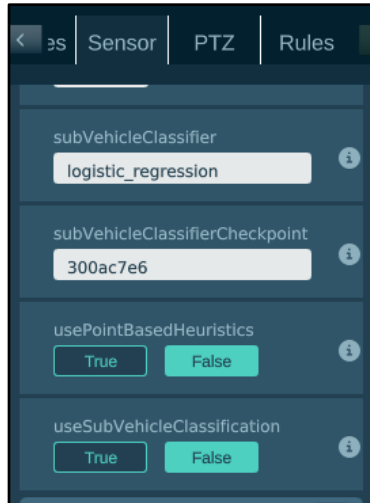 es Sensor PTZ Rules
subVehicleClassifier
logistic_regression
subVehicleClassifierCheckpoint
300ac7e6
usePointBasedHeuristics
True False
useSubVehicleClassification
True False